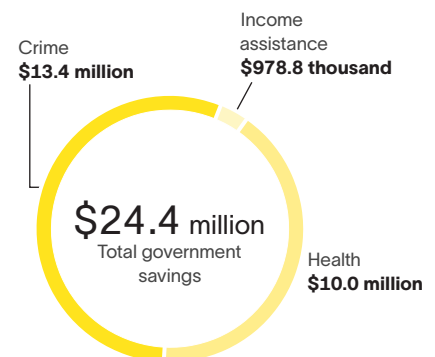 Income
assistance
$978.8 thousand
Crime
$13.4 million
$24.4 million
Total government
savings
Health
$10.0 million